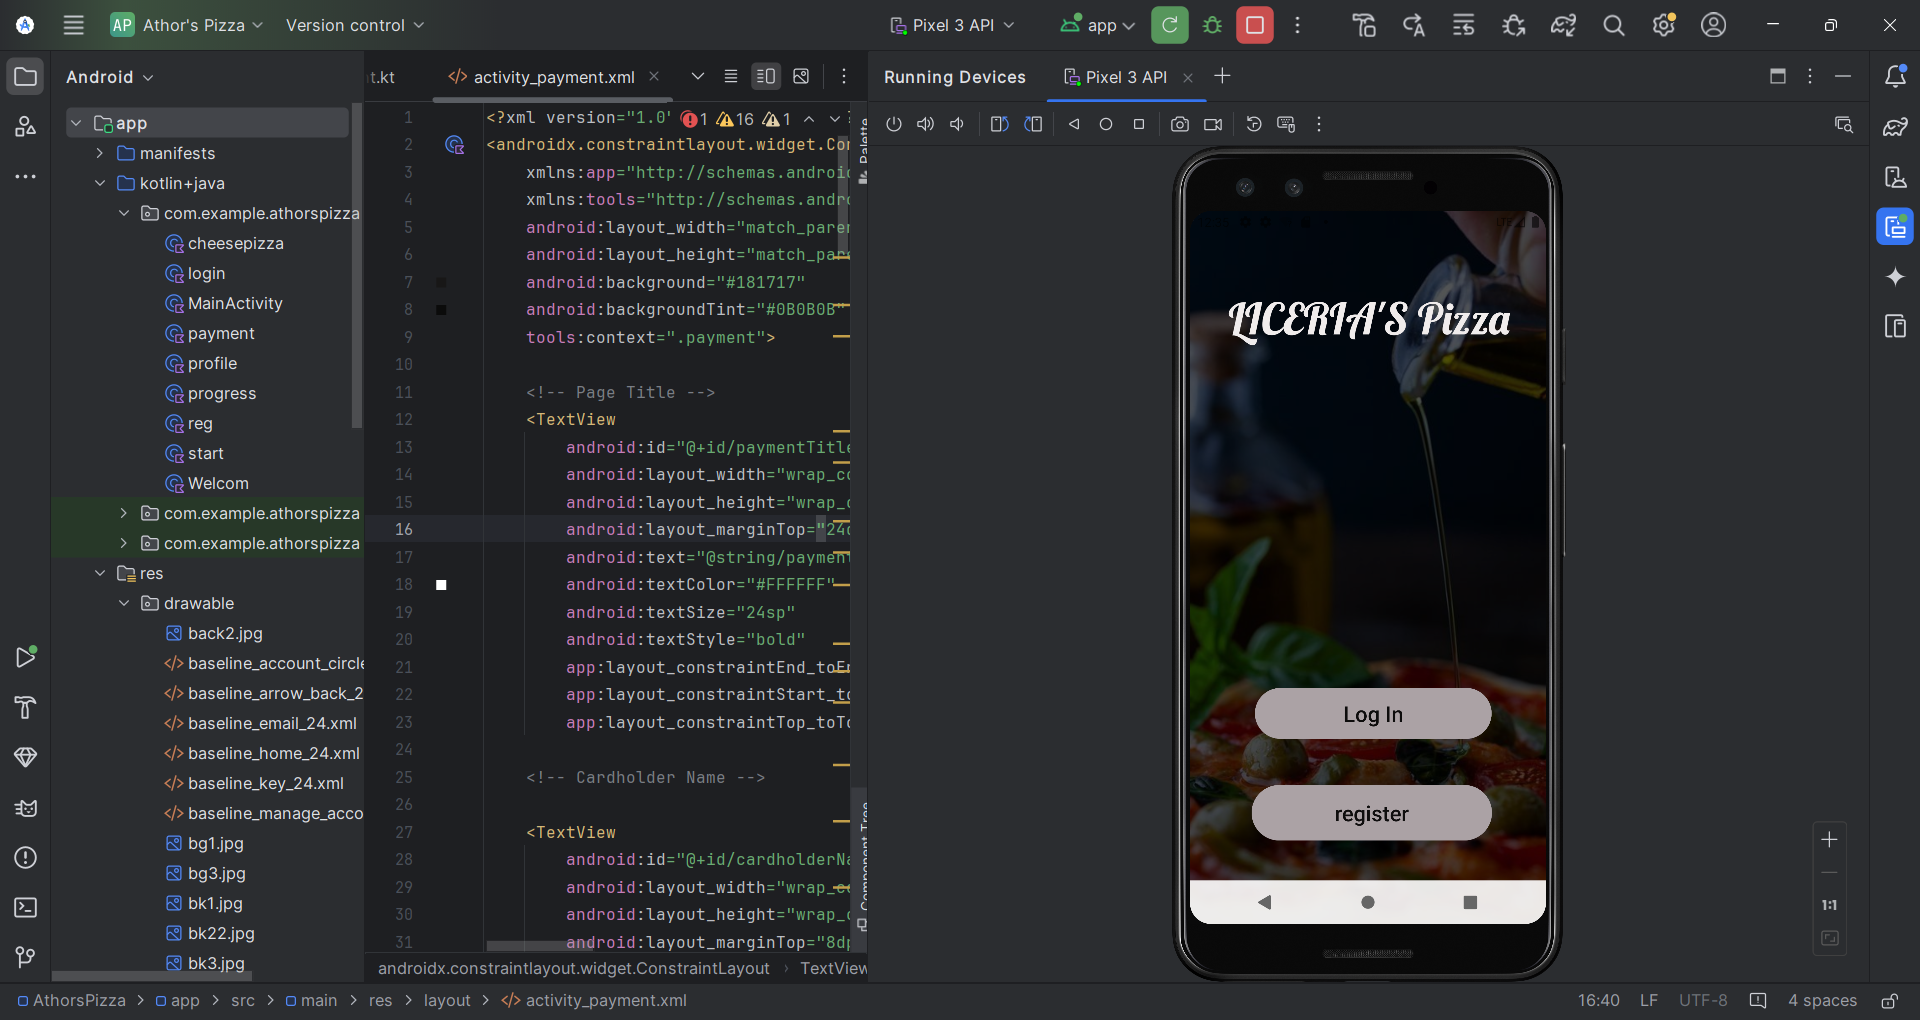 AP Athor's Pizza Version control Pixel 3 API app
Android
app
manifests
kotlin+java
com.example.athorspizza
cheesepizza
login
MainActivity
payment
profile
progress
reg
start
Welcom
com.example.athorspizza
com.example.athorspizza
res
drawable
back2.jpg
baseline_account_circle
baseline_arrow_back_2
baseline_email_24.xml
baseline_home_24.xml
baseline_key_24.xml
baseline_manage_acco
bg1.jpg
bg3.jpg
bk1.jpg
bk22.jpg
bk3.jpg
t.kt activity_payment.xml
1 <?xml version="1.0" 1 16 1
2 <androidx.constraintlayout.widget.Con
3 xmlns:app="http://schemas.androi
4 xmlns:tools="http://schemas.andr
5 android:layout_width="match_pare
6 android:layout_height="match_pa
7 android:background="#181717"
8 android:backgroundTint="#0B0B0B"
9 tools:context=".payment">
10
11 <!-- Page Title -->
12 <TextView
13 android:id="@+id/paymentTitle
14 android:layout_width="wrap_co
15 android:layout_height="wrap_c
16 android:layout_marginTop="24d
17 android:text="@string/payment
18 android:textColor="#FFFFFF"
19 android:textSize="24sp"
20 android:textStyle="bold"
21 app:layout_constraintEnd_toEn
22 app:layout_constraintStart_to
23 app:layout_constraintTop_toTo
24
25 <!-- Cardholder Name -->
26
27 <TextView
28 android:id="@+id/cardholderNa
29 android:layout_width="wrap_co
30 android:layout_height="wrap_c
31 android:layout_marginTop="8dp
androidx.constraintlayout.widget.ConstraintLayout TextView
Palette
Component Tree
Running Devices Pixel 3 API
LTE
LICERIA'S Pizza
Log In
register
1:1
AthorsPizza app src main res layout activity_payment.xml 16:40 LF UTF-8 4 spaces